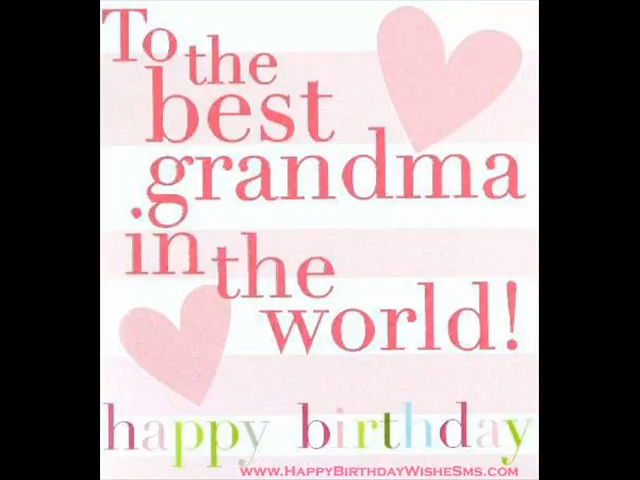 To the
best
grandma
in the
world!
happy birthday
www.HappyBirthdayWisheSms.com